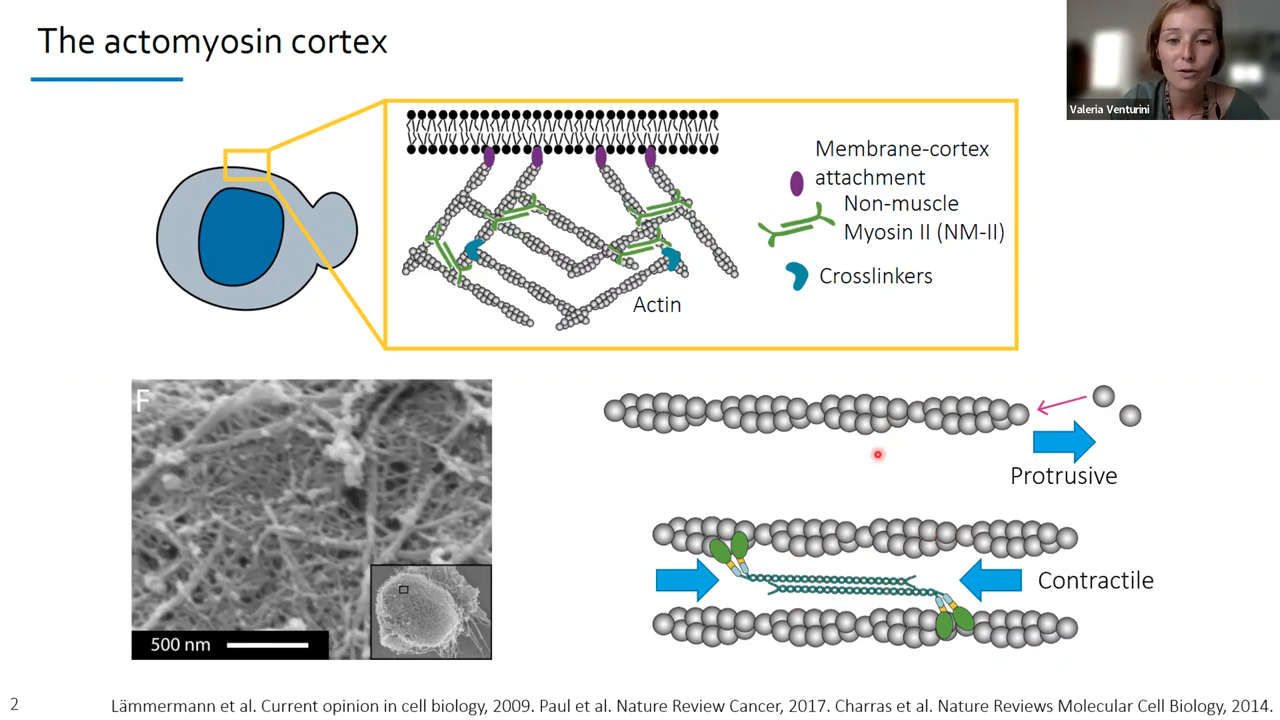 The actomyosin cortex
Valeria Venturini
Membrane-cortex
attachment
Non-muscle
Myosin II (NM-II)
Crosslinkers
Actin
F
500 nm
Protrusive
Contractile
2
Lämmermann et al. Current opinion in cell biology, 2009. Paul et al. Nature Review Cancer, 2017. Charras et al. Nature Reviews Molecular Cell Biology, 2014.